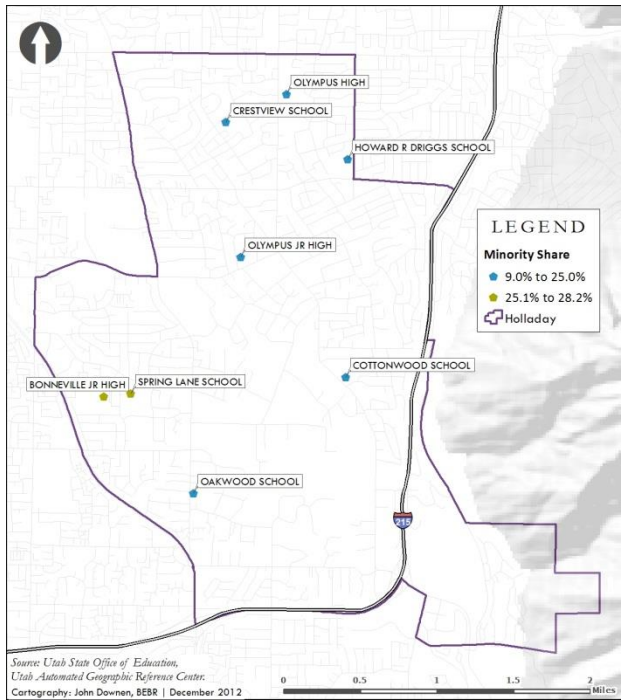 OLYMPUS HIGH
CRESTVIEW SCHOOL
HOWARD R DRIGGS SCHOOL
LEGEND
Minority Share
9.0% to 25.0%
25.1% to 28.2%
Holladay
OLYMPUS JR HIGH
COTTONWOOD SCHOOL
BONNEVILLE JR HIGH
SPRING LANE SCHOOL
OAKWOOD SCHOOL
215
Source: Utah State Office of Education,
Utah Automated Geographic Reference Center.
Cartography: John Downen, BEBR | December 2012
0 0.5 1 1.5 2
Miles